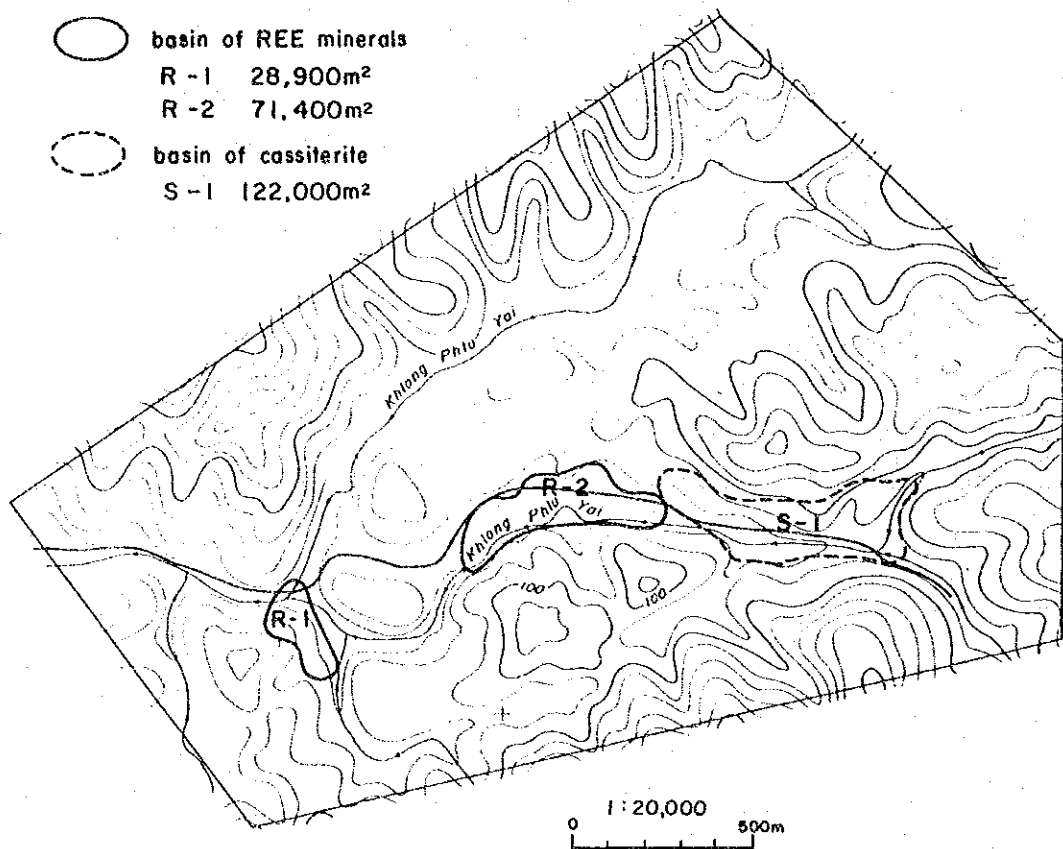 basin of REE minerals
R-1 28,900m²
R-2 71,400m²
basin of cassiterite
S-1 122,000m²
Khlong Phlu Yai
R-2
Khlong Phlu Yai
S-1
100
100
R-1
1:20,000
0 500m